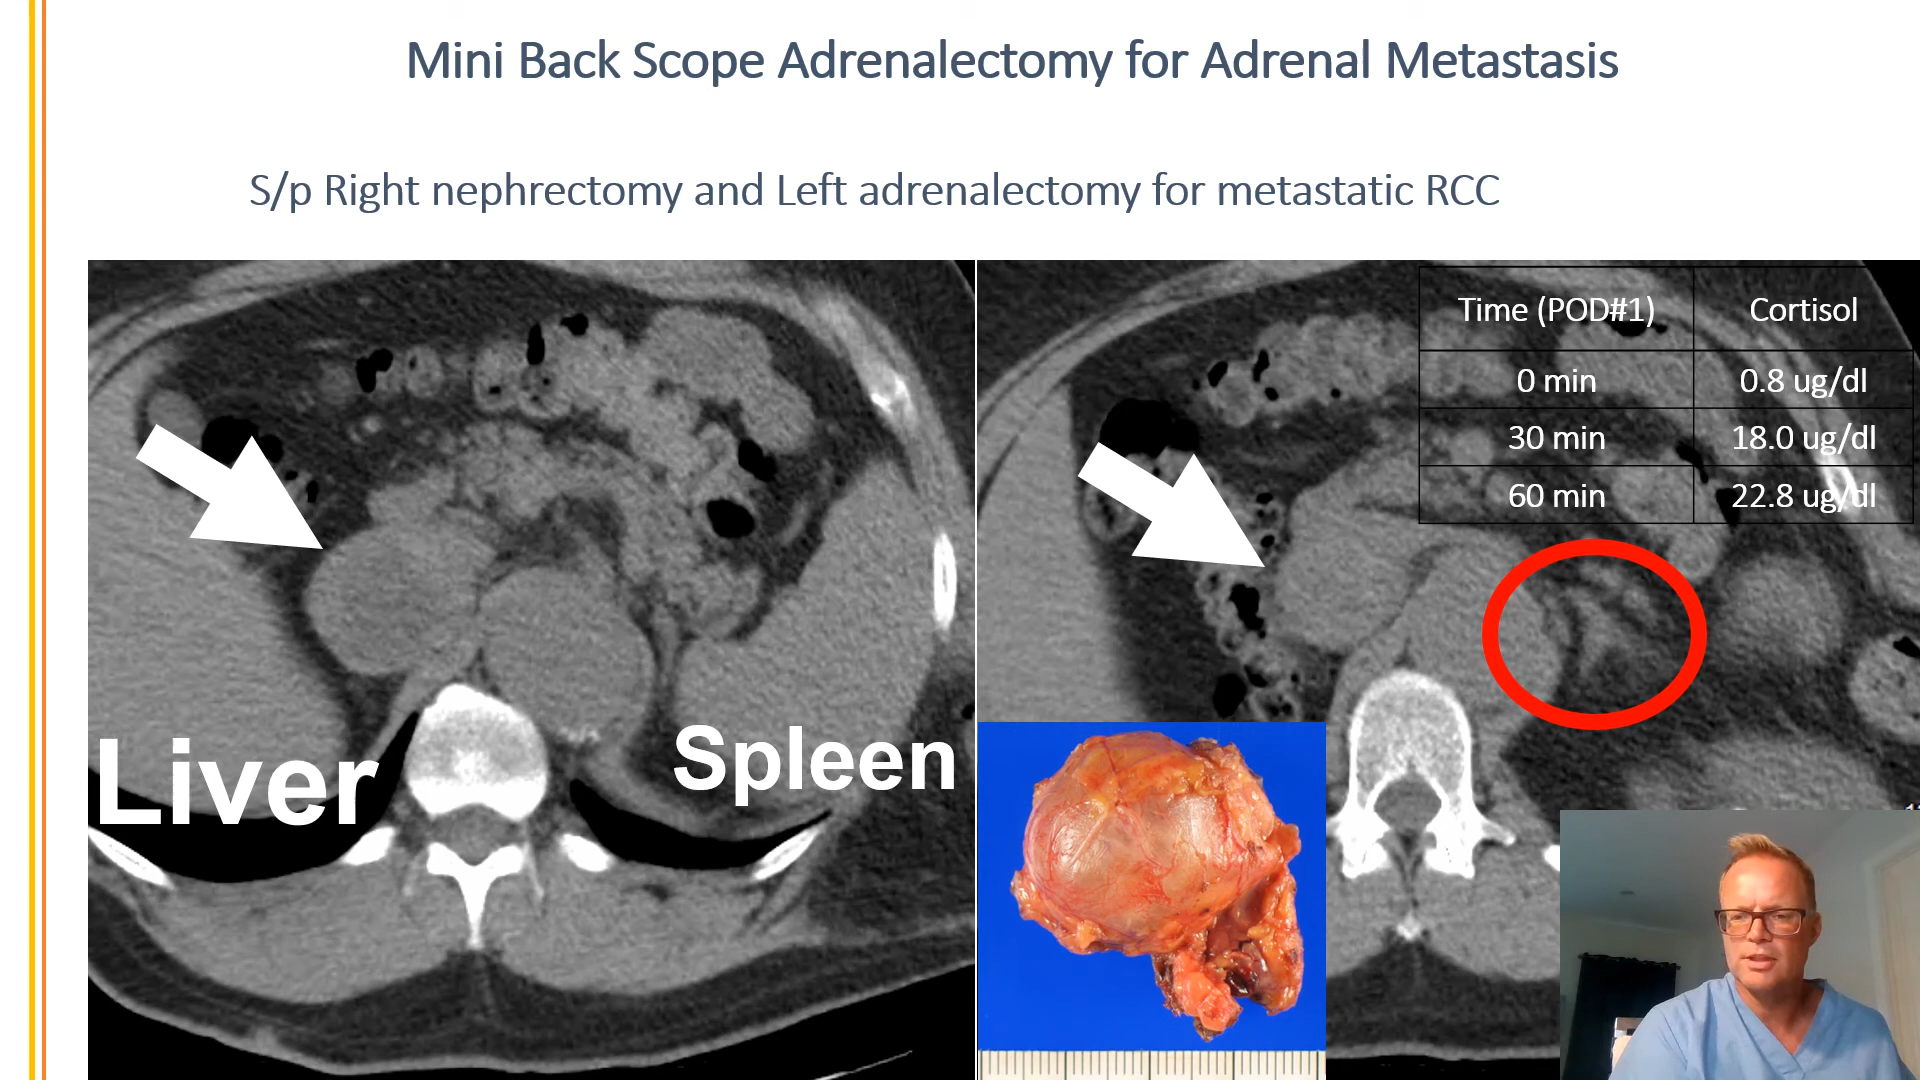 Mini Back Scope Adrenalectomy for Adrenal Metastasis
S/p Right nephrectomy and Left adrenalectomy for metastatic RCC
Time (POD#1) Cortisol
0 min 0.8 ug/dl
30 min 18.0 ug/dl
60 min 22.8 ug/dl
Liver
Spleen